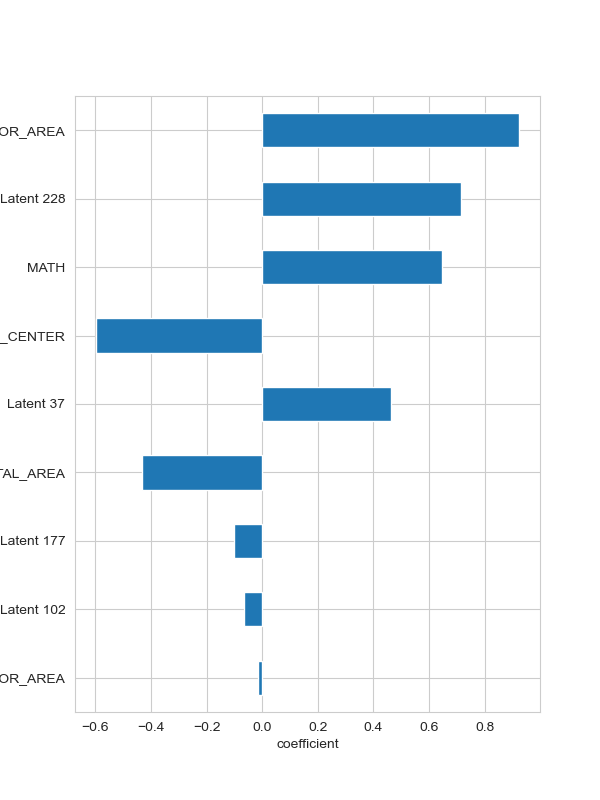 OR_AREA
Latent 228
MATH
_CENTER
Latent 37
TAL_AREA
Latent 177
Latent 102
OR_AREA
−0.6 −0.4 −0.2 0.0 0.2 0.4 0.6 0.8
coefficient